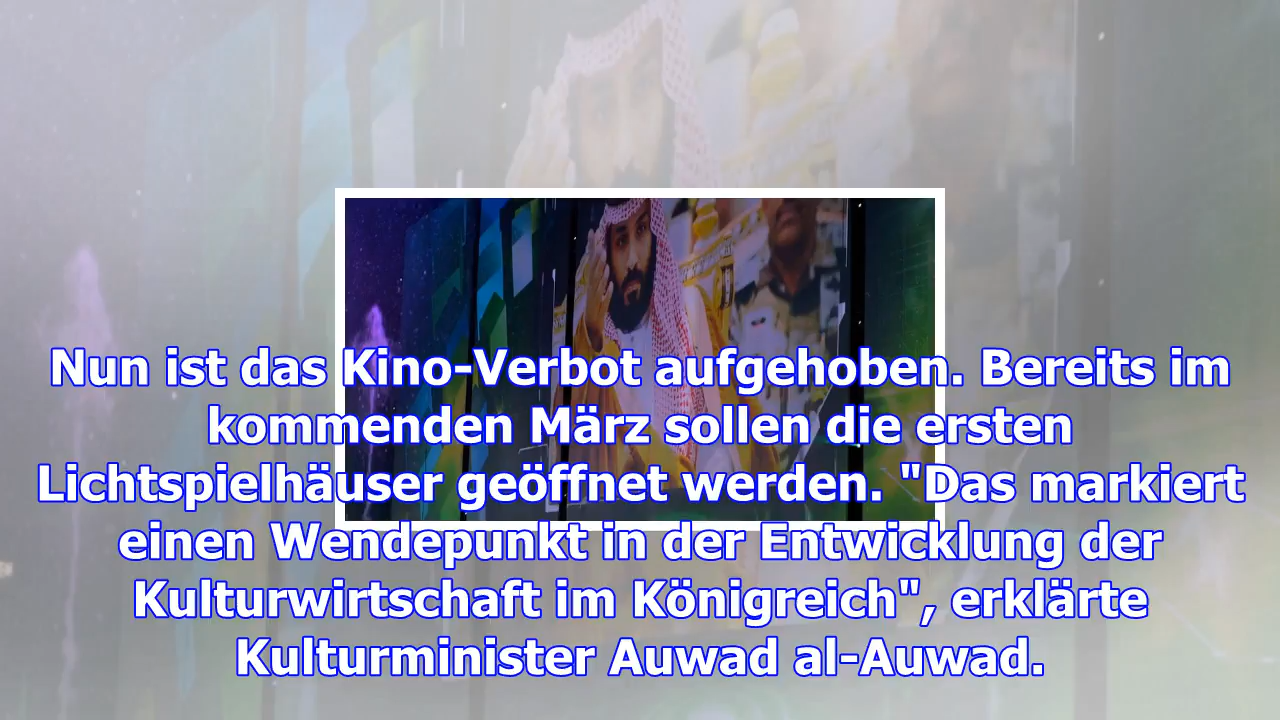 Nun ist das Kino-Verbot aufgehoben. Bereits im
kommenden März sollen die ersten
Lichtspielhäuser geöffnet werden. "Das markiert
einen Wendepunkt in der Entwicklung der
Kulturwirtschaft im Königreich", erklärte
Kulturminister Auwad al-Auwad.